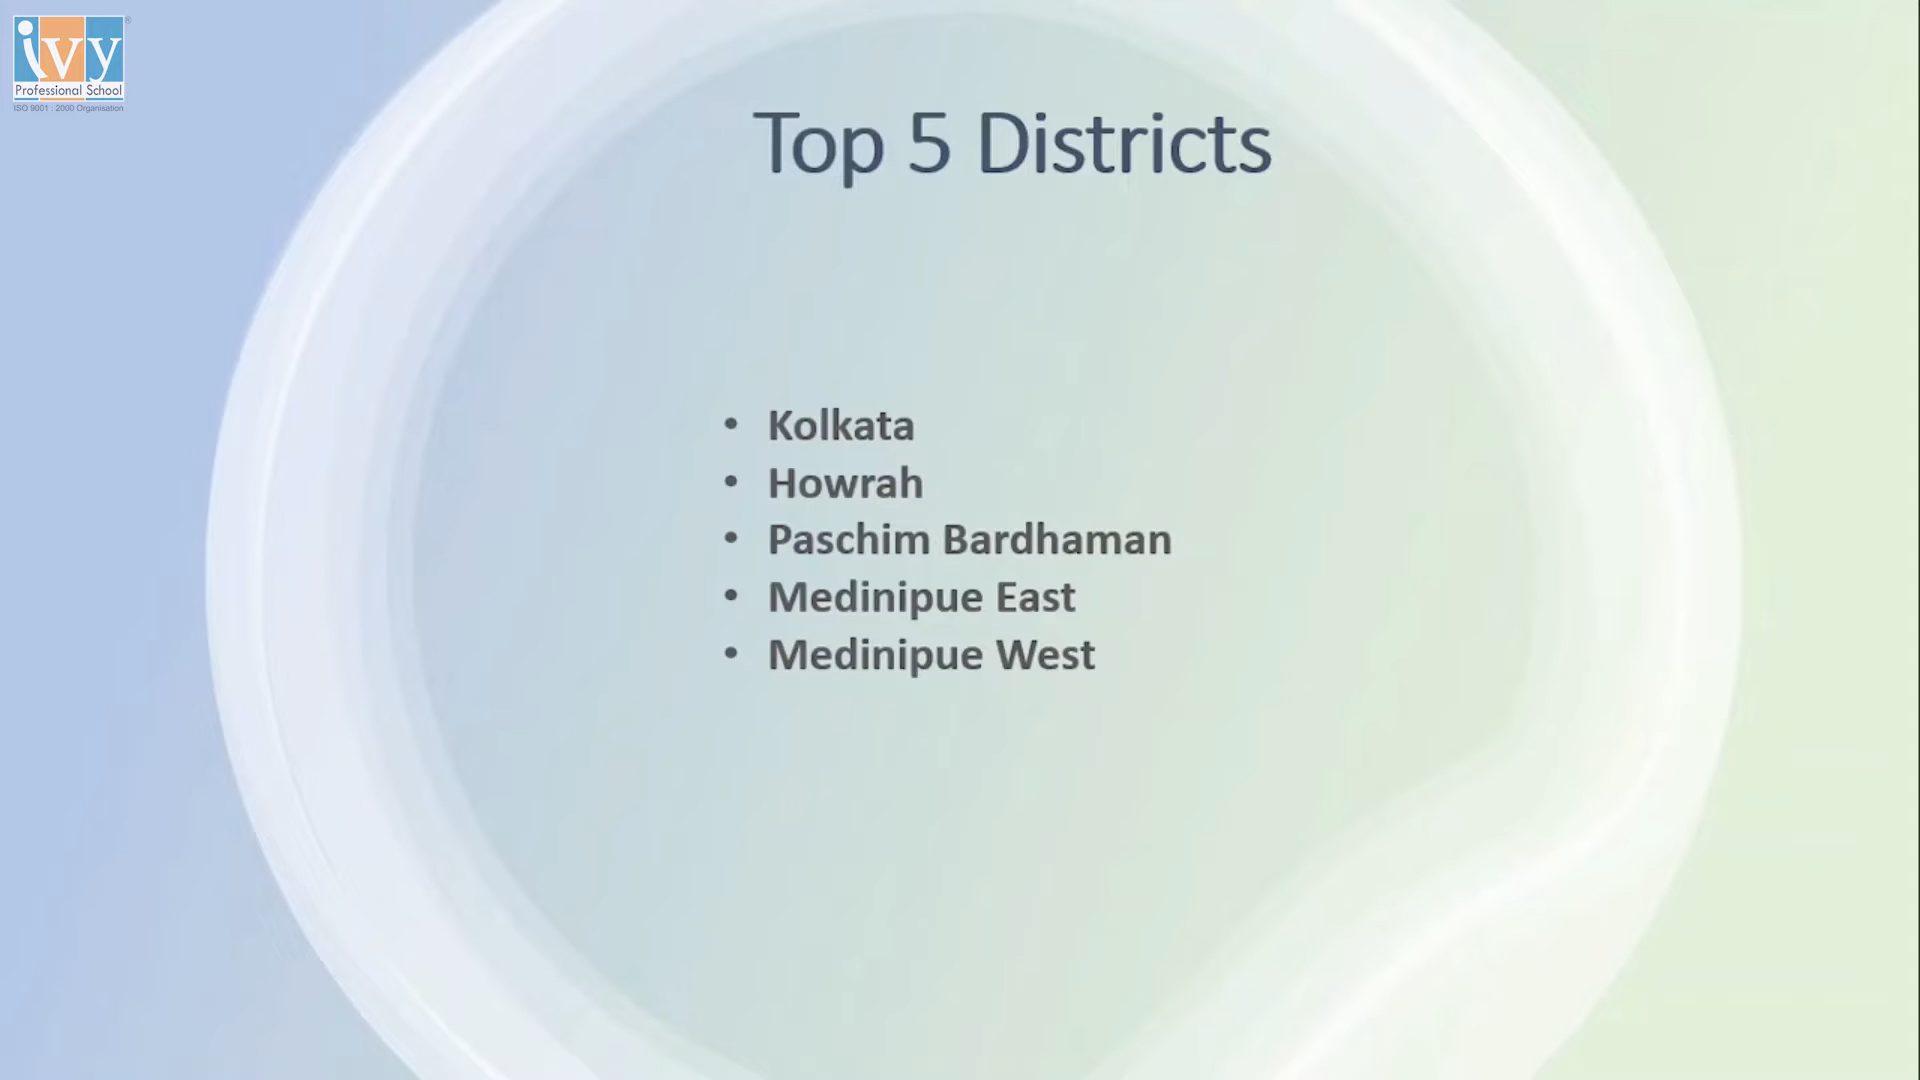 ivy
Professional School
ISO 9001 : 2000 Organisation
Top 5 Districts
• Kolkata
• Howrah
• Paschim Bardhaman
• Medinipue East
• Medinipue West